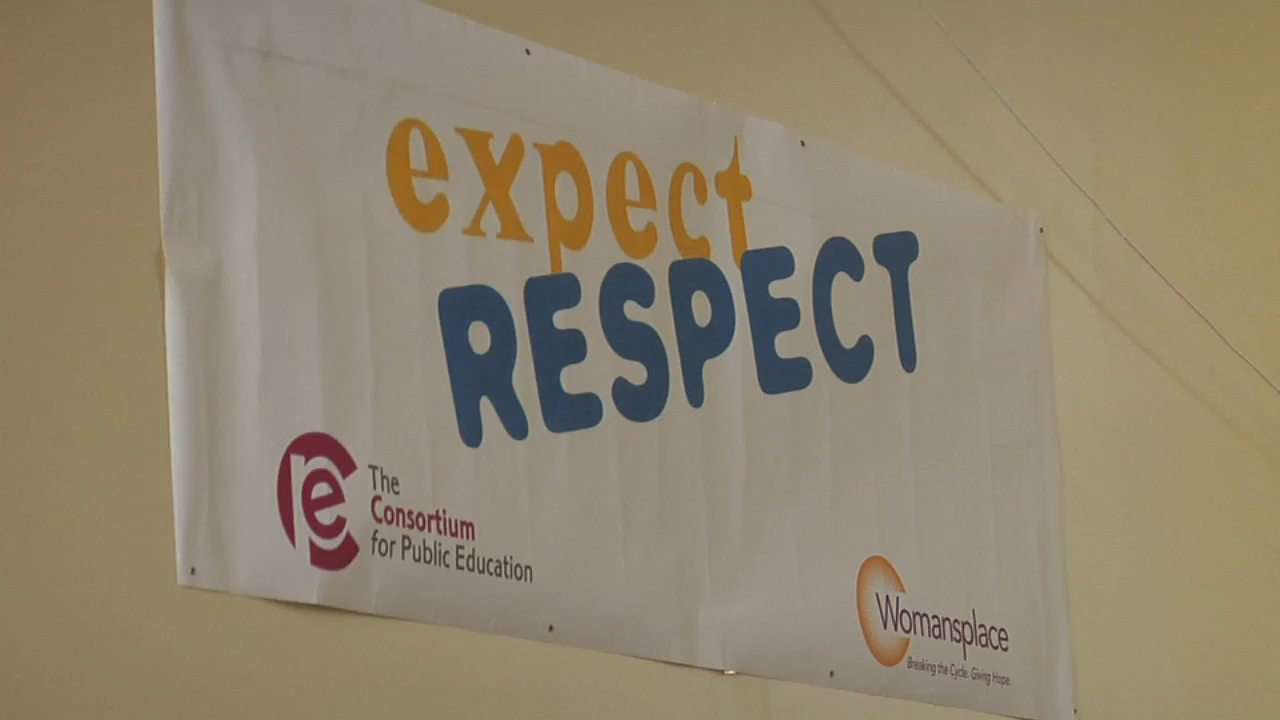 expect
RESPECT
The
Consortium
for Public Education
Womansplace
Breaking the Cycle. Giving Hope.